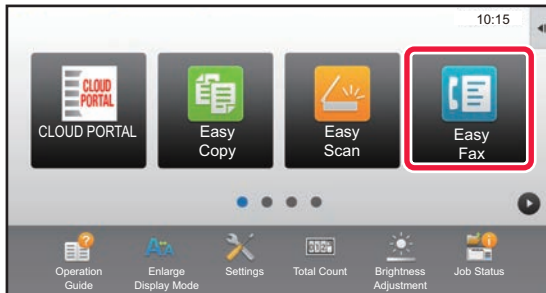 10:15
CLOUD
PORTAL
CLOUD PORTAL
Easy
Copy
Easy
Scan
Easy
Fax
Operation
Guide
Enlarge
Display Mode
Settings
Total Count
Brightness
Adjustment
Job Status